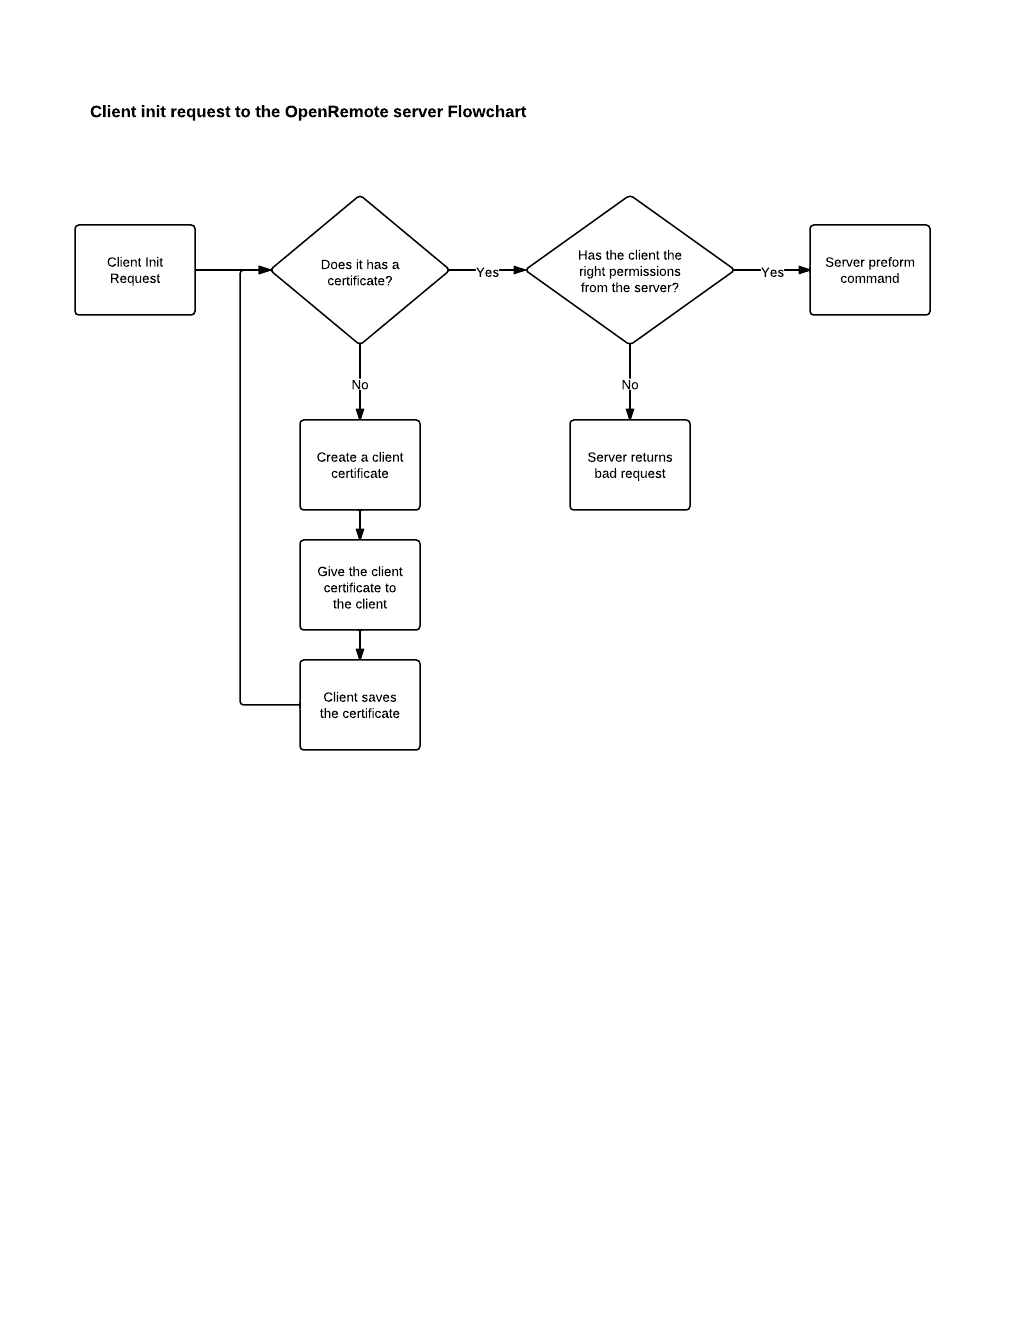 Client init request to the OpenRemote server Flowchart
Client Init
Request
Does it has a
certificate?
Yes
Has the client the
right permissions
from the server?
Yes
Server preform
command
No
No
Create a client
certificate
Server returns
bad request
Give the client
certificate to
the client
Client saves
the certificate